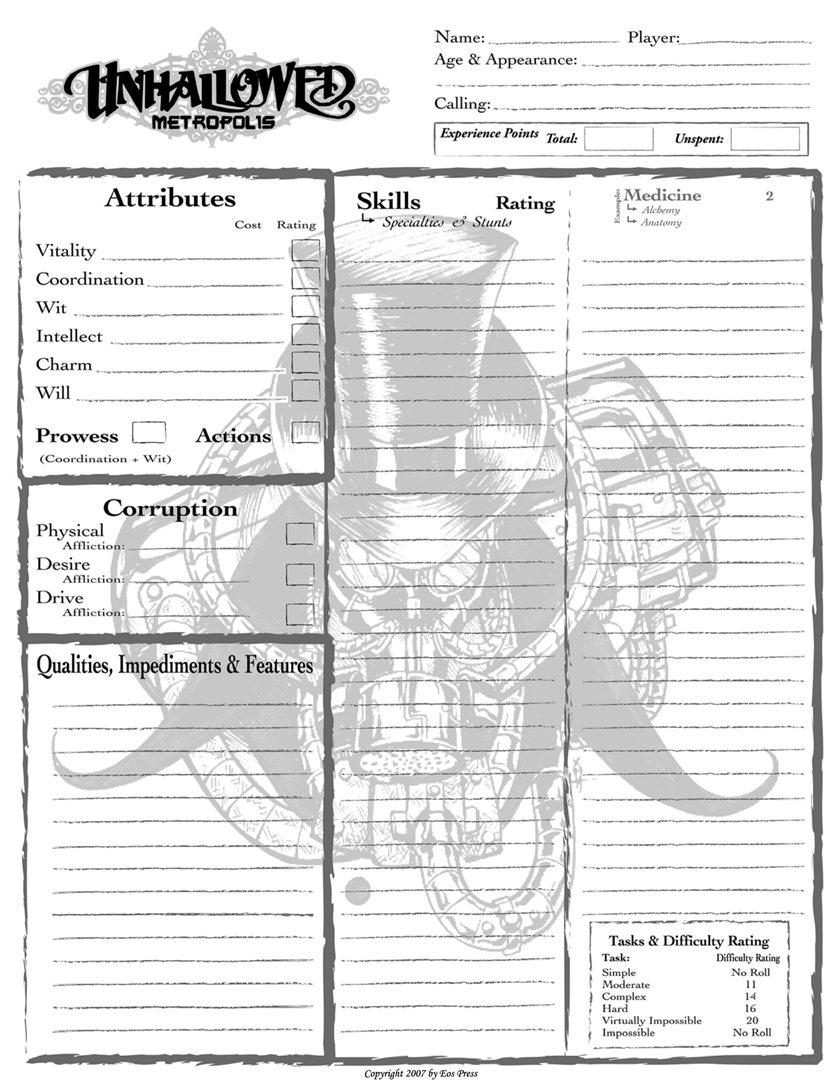 UNHALLOWED
METROPOLIS
Name: Player:
Age & Appearance:
Calling:
Experience Points Total: Unspent:
Attributes
Cost Rating
Vitality
Coordination
Wit
Intellect
Charm
Will
Prowess Actions
(Coordination + Wit)
Corruption
Physical
Affliction:
Desire
Affliction:
Drive
Affliction:
Qualities, Impediments & Features
Skills Rating
Specialties & Stunts
Example: Medicine 2
Alchemy
Anatomy
Tasks & Difficulty Rating
Task: Difficulty Rating
Simple No Roll
Moderate 11
Complex 14
Hard 16
Virtually Impossible 20
Impossible No Roll
Copyright 2007 by Eos Press